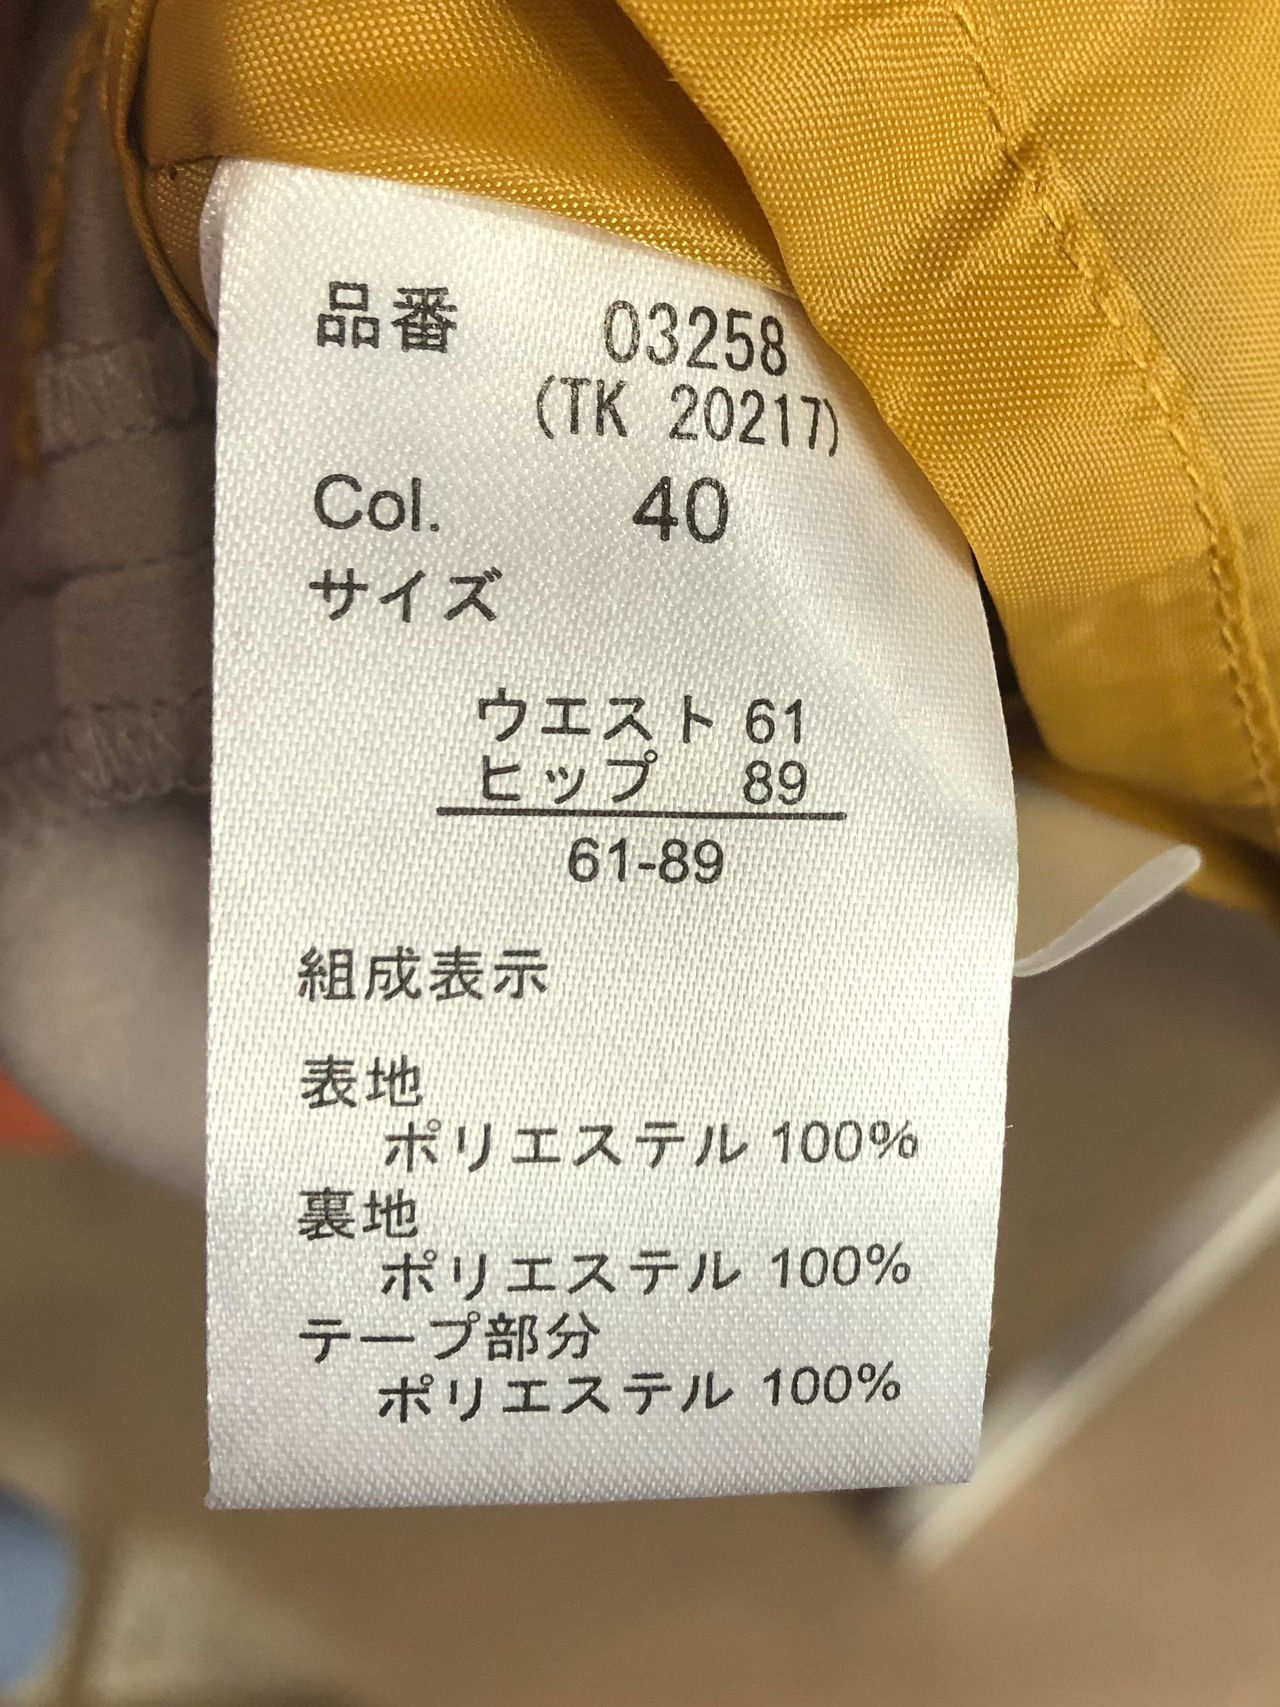 品番 03258
(TK 20217)
Col. 40
サイズ
ウエスト 61
ヒップ 89
61-89
組成表示
表地
ポリエステル 100%
裏地
ポリエステル 100%
テープ部分
ポリエステル 100%